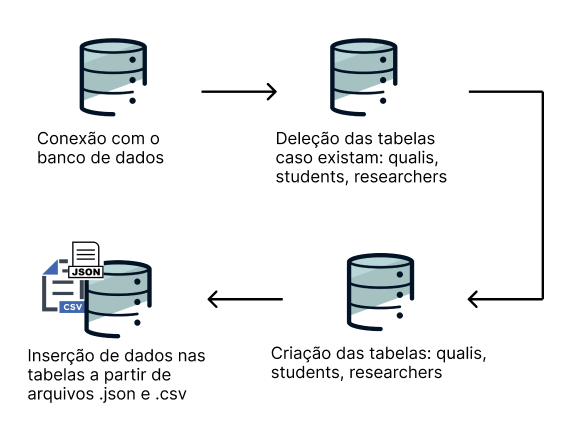 Conexão com o
banco de dados
Deleção das tabelas
caso existam: qualis,
students, researchers
JSON
CSV
Inserção de dados nas
tabelas a partir de
arquivos .json e .csv
Criação das tabelas: qualis,
students, researchers